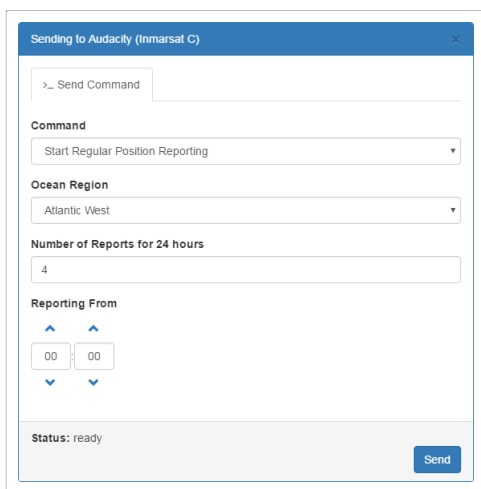 Sending to Audacity (Inmarsat C) ×
>_ Send Command
Command
Start Regular Position Reporting
Ocean Region
Atlantic West
Number of Reports for 24 hours
4
Reporting From
00 : 00
Status: ready
Send